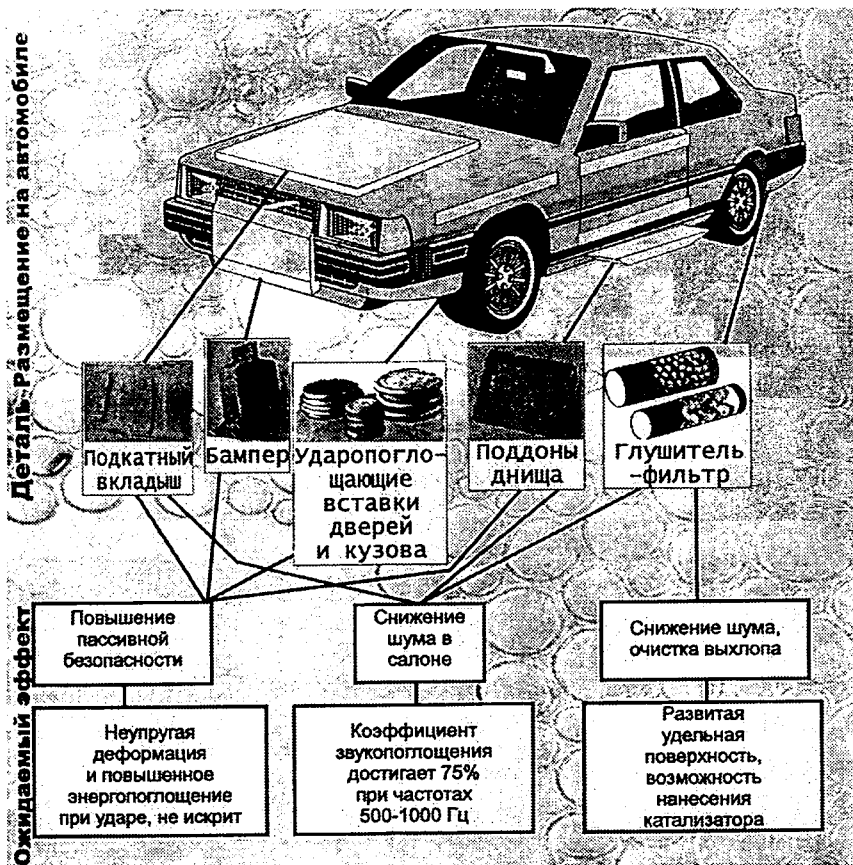 Деталь Размещение на автомобиле
Подкатный
вкладыш
Бампер
Ударопогло-
щающие
вставки
дверей
и кузова
Поддоны
днища
Глушитель
-фильтр
Ожидаемый эффект
Повышение
пассивной
безопасности
Снижение
шума в
салоне
Снижение шума,
очистка выхлопа
Неупругая
деформация
и повышенное
энергопоглощение
при ударе, не искрит
Коэффициент
звукопоглощения
достигает 75%
при частотах
500-1000 Гц
Развитая
удельная
поверхность,
возможность
нанесения
катализатора